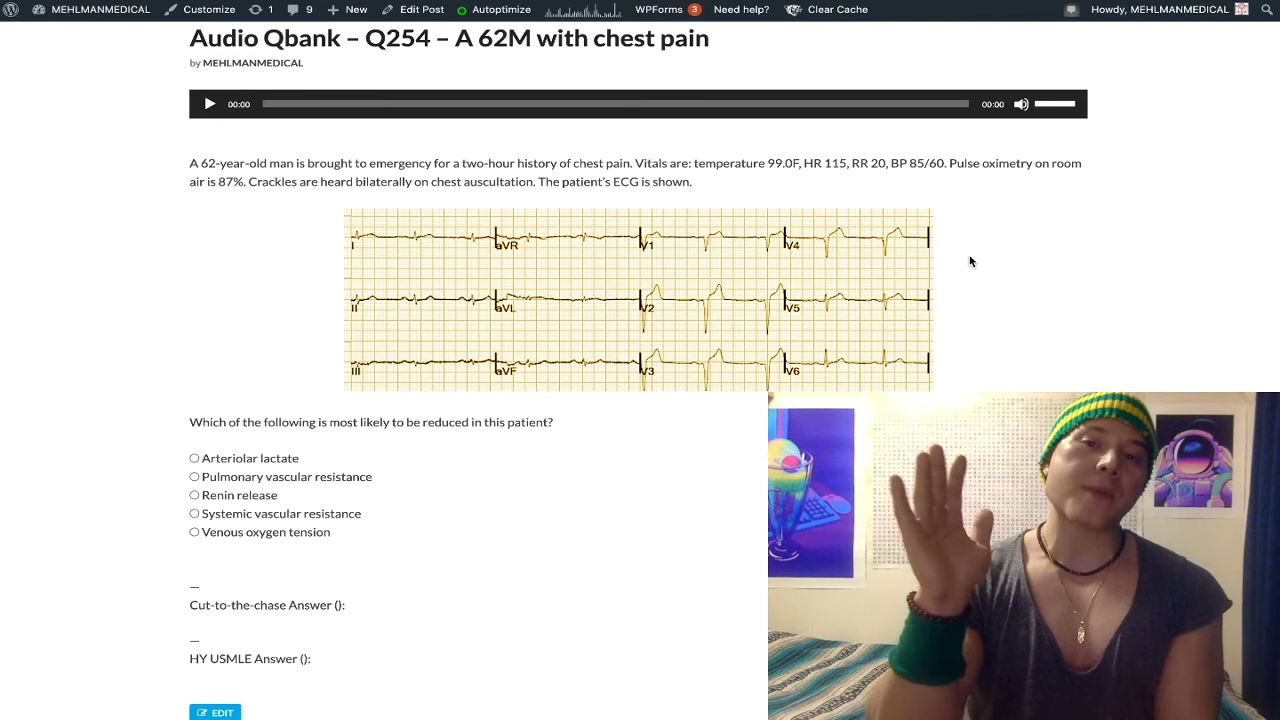 MEHLMANMEDICAL Customize 1 9 New Edit Post Autoptimize WPForms 3 Need help? Clear Cache Howdy, MEHLMANMEDICAL
Audio Qbank – Q254 – A 62M with chest pain
by MEHLMANMEDICAL
00:00 00:00
A 62-year-old man is brought to emergency for a two-hour history of chest pain. Vitals are: temperature 99.0F, HR 115, RR 20, BP 85/60. Pulse oximetry on room
air is 87%. Crackles are heard bilaterally on chest auscultation. The patient's ECG is shown.
I aVR V1 V4
II aVL V2 V5
III aVF V3 V6
Which of the following is most likely to be reduced in this patient?
Arteriolar lactate
Pulmonary vascular resistance
Renin release
Systemic vascular resistance
Venous oxygen tension
—
Cut-to-the-chase Answer ():
—
HY USMLE Answer ():
EDIT